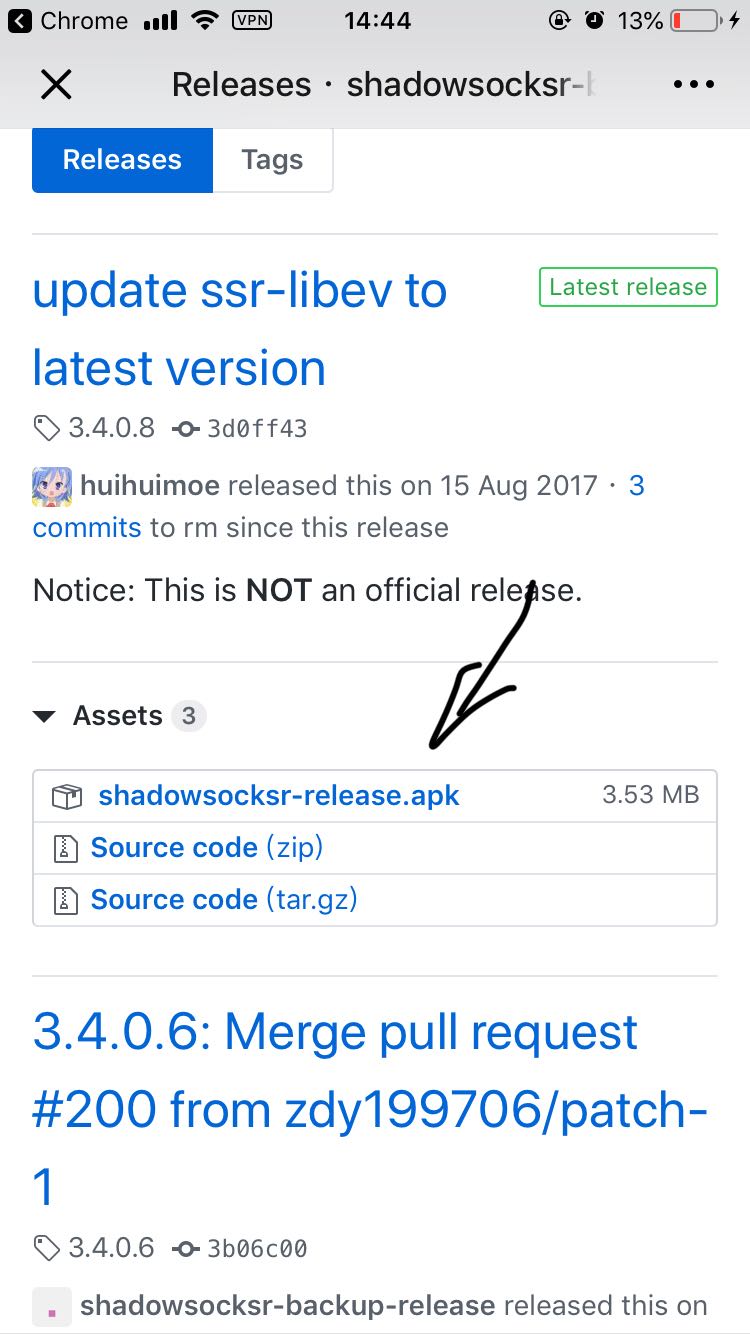 Chrome VPN 14:44 13%
Releases · shadowsocksr-
Releases Tags
update ssr-libev to Latest release
latest version
3.4.0.8 3d0ff43
huihuimoe released this on 15 Aug 2017 · 3
commits to rm since this release
Notice: This is NOT an official release.
Assets 3
shadowsocksr-release.apk 3.53 MB
Source code (zip)
Source code (tar.gz)
3.4.0.6: Merge pull request
#200 from zdy199706/patch-
1
3.4.0.6 3b06c00
shadowsocksr-backup-release released this on